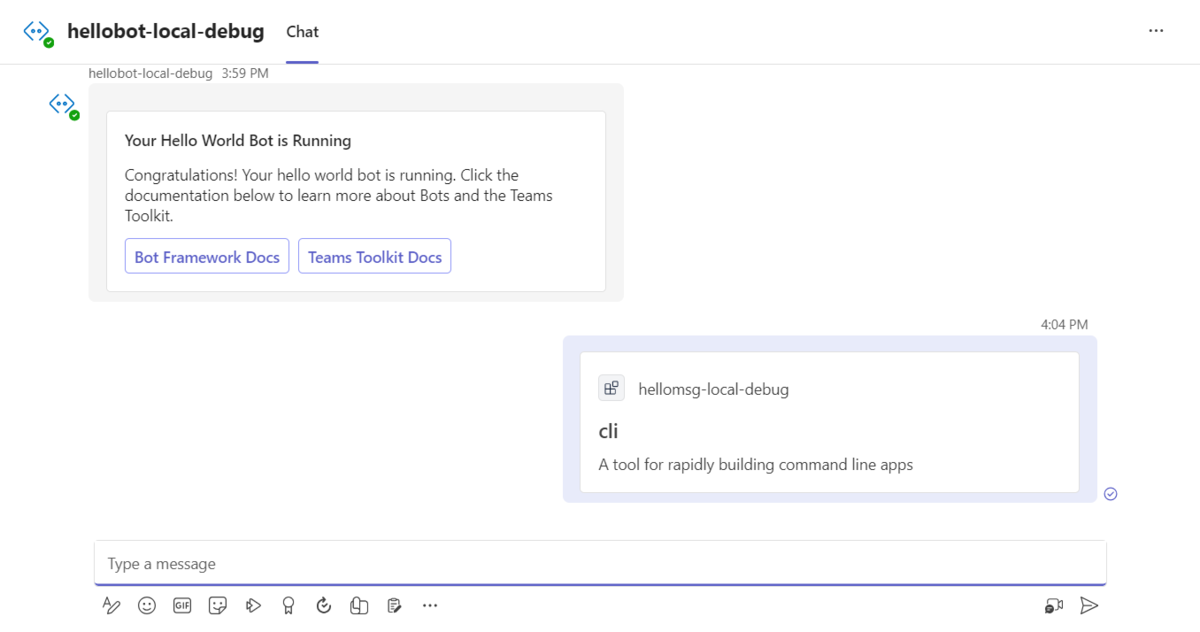 hellobot-local-debug Chat
hellobot-local-debug 3:59 PM
Your Hello World Bot is Running
Congratulations! Your hello world bot is running. Click the
documentation below to learn more about Bots and the Teams
Toolkit.
Bot Framework Docs Teams Toolkit Docs
4:04 PM
hellomsg-local-debug
cli
A tool for rapidly building command line apps
Type a message
GIF